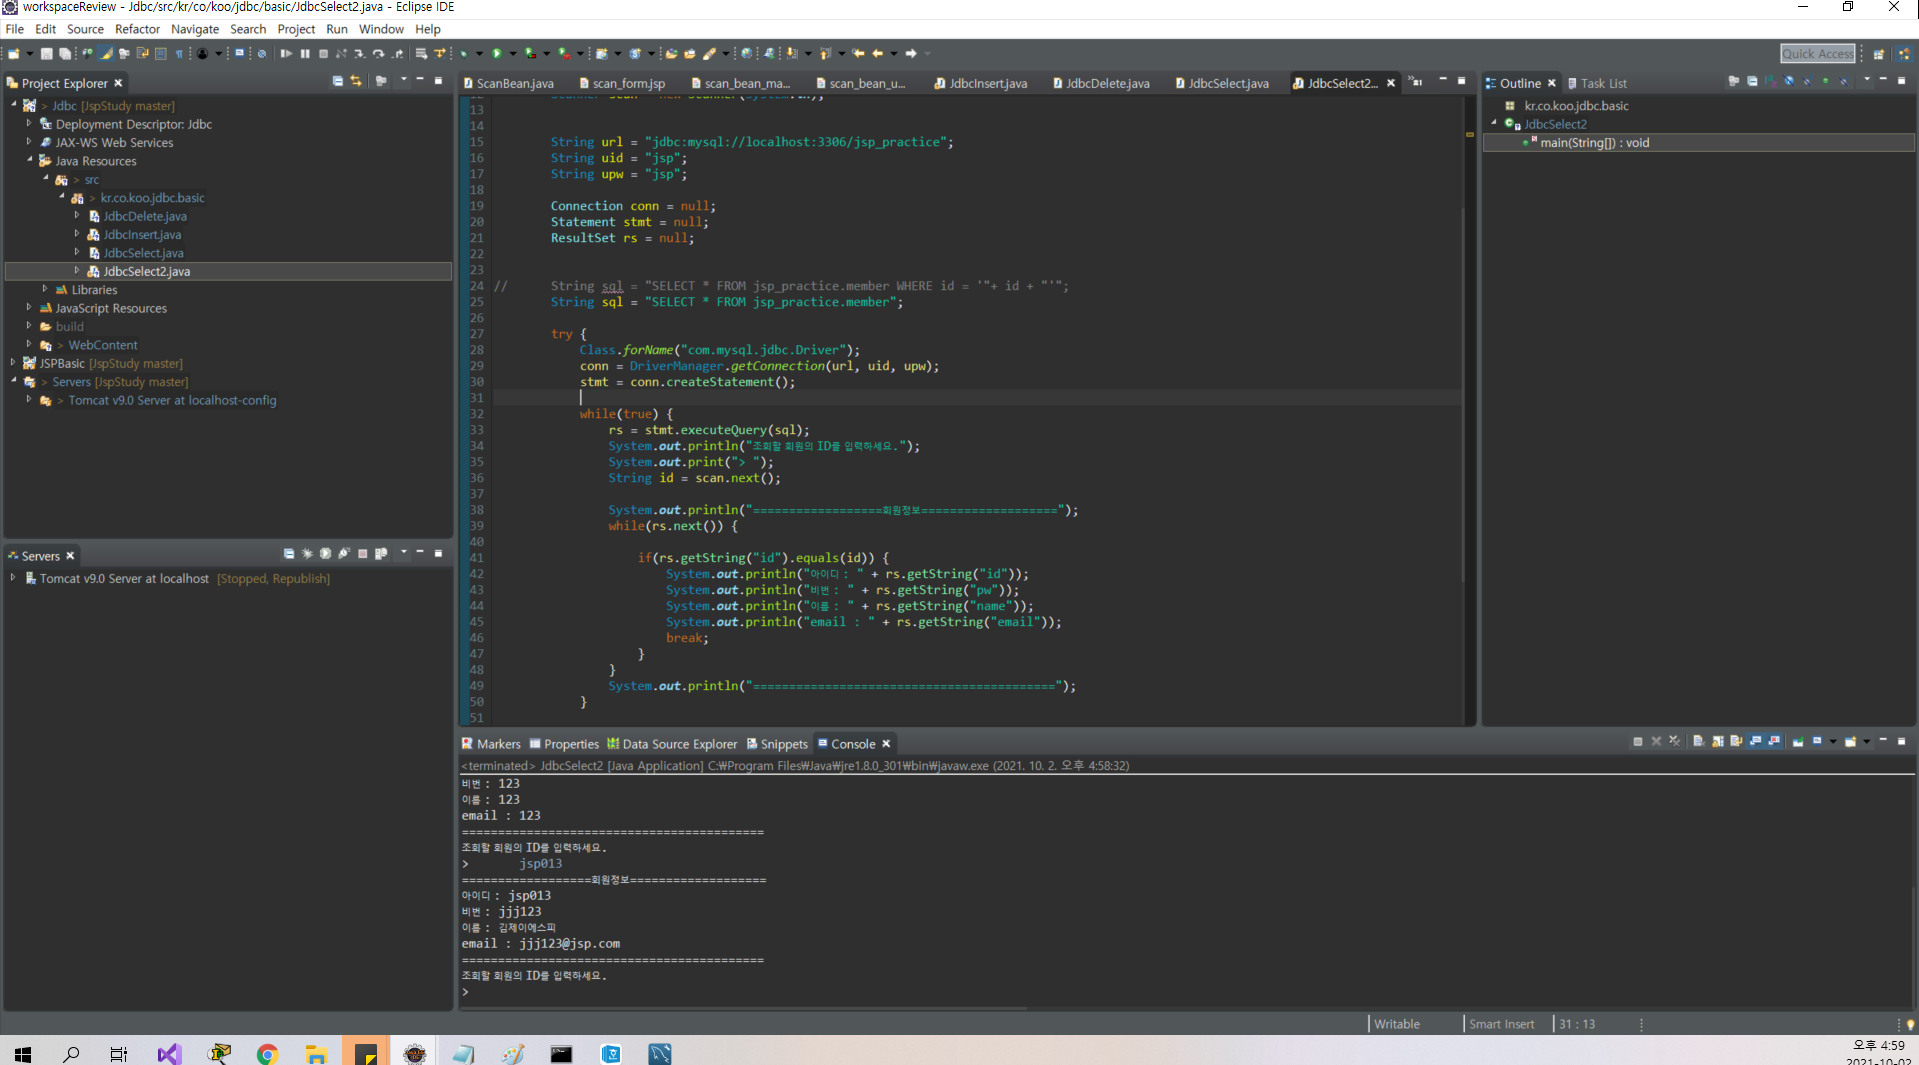 workspaceReview - Jdbc/src/kr/co/koo/jdbc/basic/JdbcSelect2.java - Eclipse IDE
File Edit Source Refactor Navigate Search Project Run Window Help
Quick Access
Project Explorer
> Jdbc [JspStudy master]
Deployment Descriptor: Jdbc
JAX-WS Web Services
Java Resources
> src
> kr.co.koo.jdbc.basic
JdbcDelete.java
JdbcInsert.java
JdbcSelect.java
JdbcSelect2.java
Libraries
JavaScript Resources
build
> WebContent
JSPBasic [JspStudy master]
> Servers [JspStudy master]
> Tomcat v9.0 Server at localhost-config
Servers
Tomcat v9.0 Server at localhost [Stopped, Republish]
ScanBean.java scan_form.jsp scan_bean_ma... scan_bean_u... JdbcInsert.java JdbcDelete.java JdbcSelect.java JdbcSelect2...
13
14
15 String url = "jdbc:mysql://localhost:3306/jsp_practice";
16 String uid = "jsp";
17 String upw = "jsp";
18
19 Connection conn = null;
20 Statement stmt = null;
21 ResultSet rs = null;
22
23
24 // String sql = "SELECT * FROM jsp_practice.member WHERE id = '"+ id + "'";
25 String sql = "SELECT * FROM jsp_practice.member";
26
27 try {
28 Class.forName("com.mysql.jdbc.Driver");
29 conn = DriverManager.getConnection(url, uid, upw);
30 stmt = conn.createStatement();
31
32 while(true) {
33 rs = stmt.executeQuery(sql);
34 System.out.println("조회할 회원의 ID를 입력하세요.");
35 System.out.print("> ");
36 String id = scan.next();
37
38 System.out.println("==================회원정보===================");
39 while(rs.next()) {
40
41 if(rs.getString("id").equals(id)) {
42 System.out.println("아이디 : " + rs.getString("id"));
43 System.out.println("비번 : " + rs.getString("pw"));
44 System.out.println("이름 : " + rs.getString("name"));
45 System.out.println("email : " + rs.getString("email"));
46 break;
47 }
48 }
49 System.out.println("==========================================");
50 }
51
Outline Task List
kr.co.koo.jdbc.basic
JdbcSelect2
main(String[]) : void
Markers Properties Data Source Explorer Snippets Console
<terminated> JdbcSelect2 [Java Application] C:₩Program Files₩Java₩jre1.8.0_301₩bin₩javaw.exe (2021. 10. 2. 오후 4:58:32)
비번 : 123
이름 : 123
email : 123
==========================================
조회할 회원의 ID를 입력하세요.
> jsp013
==================회원정보===================
아이디 : jsp013
비번 : jjj123
이름 : 김제이에스피
email : jjj123@jsp.com
==========================================
조회할 회원의 ID를 입력하세요.
>
Writable Smart Insert 31 : 13
오후 4:59
2021-10-02